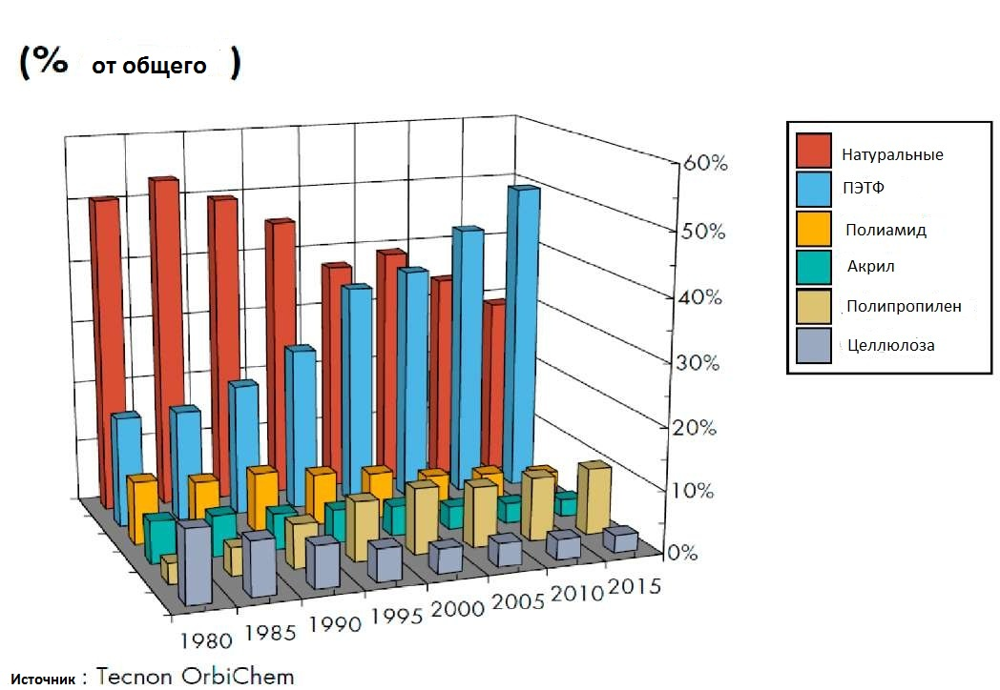 (% от общего )
60%
50%
40%
30%
20%
10%
0%
1980 1985 1990 1995 2000 2005 2010 2015
Натуральные
ПЭТФ
Полиамид
Акрил
Полипропилен
Целлюлоза
Источник : Tecnon OrbiChem